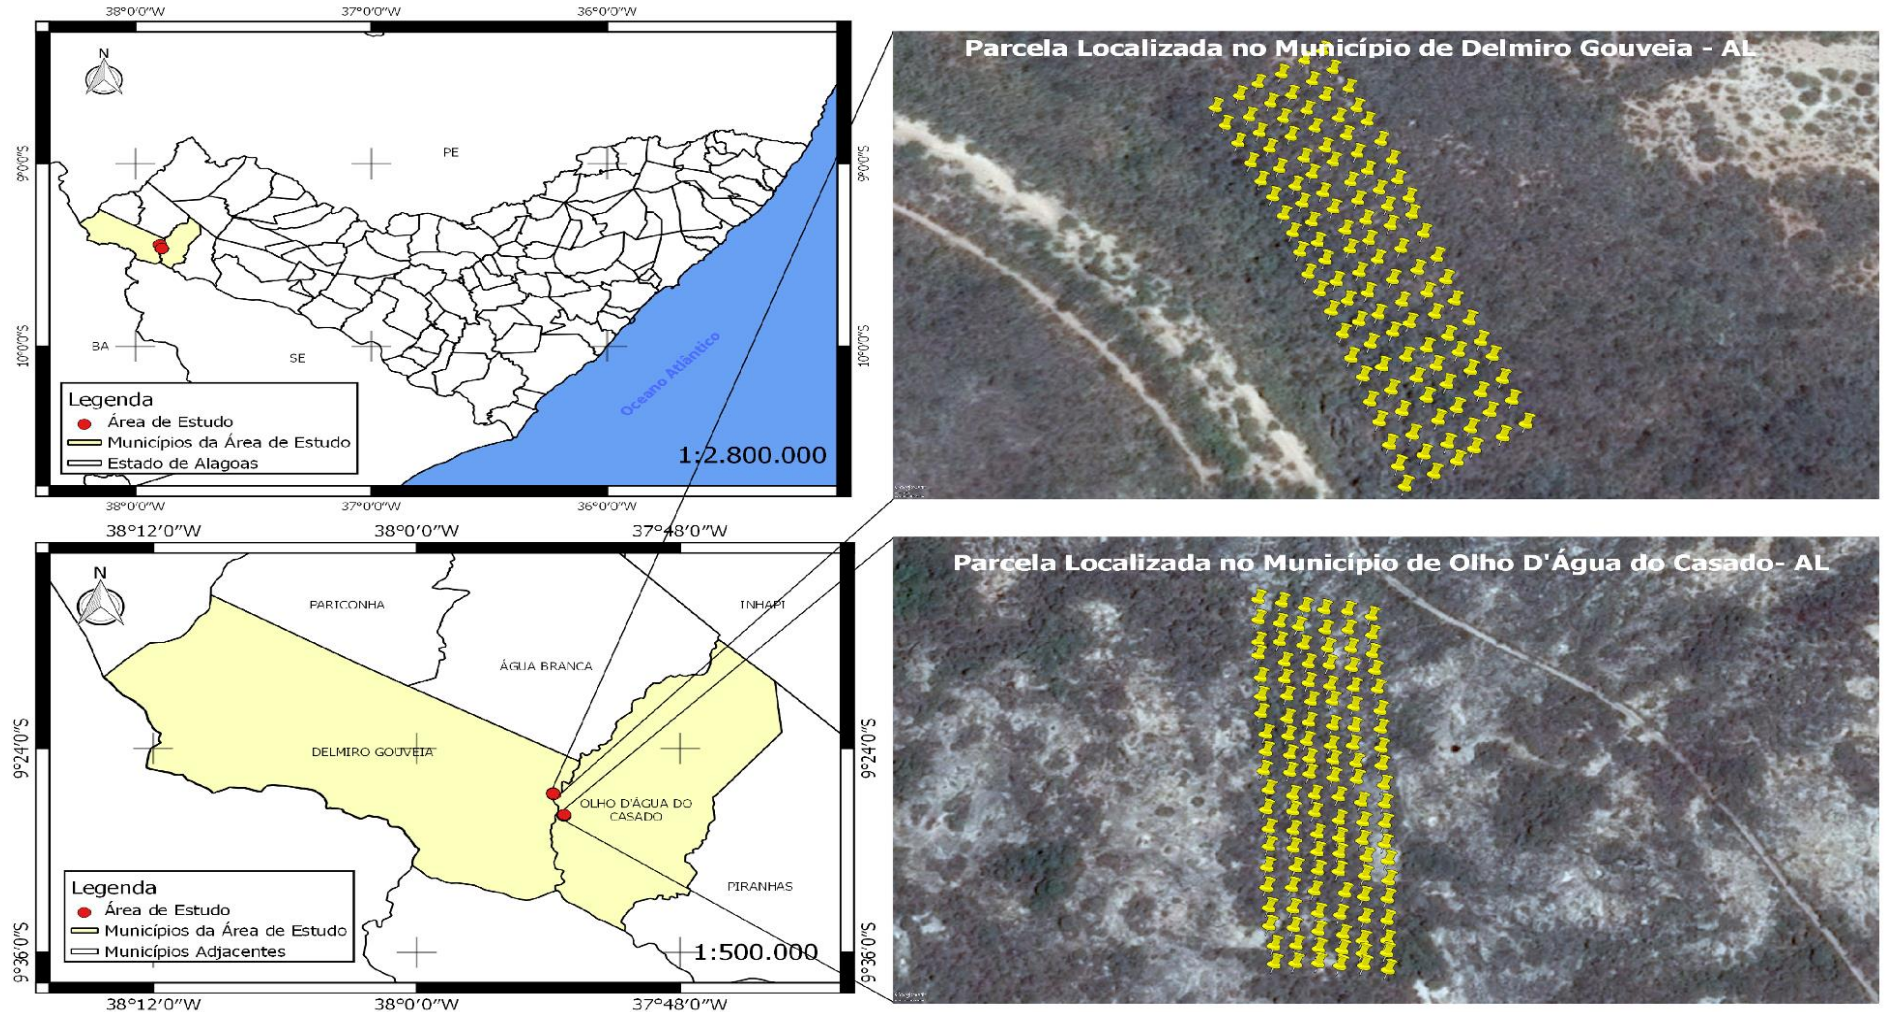 38°0'0"W
37°0'0"W
36°0'0"W
N
9°0'0"S
9°0'0"S
PE
10°0'0"S
10°0'0"S
BA
SE
Oceano Atlântico
Legenda
Área de Estudo
Municípios da Área de Estudo
Estado de Alagoas
1:2.800.000
38°0'0"W
37°0'0"W
36°0'0"W
Parcela Localizada no Município de Delmiro Gouveia - AL
38°12'0"W
38°0'0"W
37°48'0"W
N
PARICONHA
INHAPI
ÁGUA BRANCA
9°24'0"S
9°24'0"S
DELMIRO GOUVEIA
OLHO D'ÁGUA DO
CASADO
PIRANHAS
Legenda
Área de Estudo
Municípios da Área de Estudo
Municípios Adjacentes
1:500.000
9°36'0"S
9°36'0"S
38°12'0"W
38°0'0"W
37°48'0"W
Parcela Localizada no Município de Olho D'Água do Casado- AL